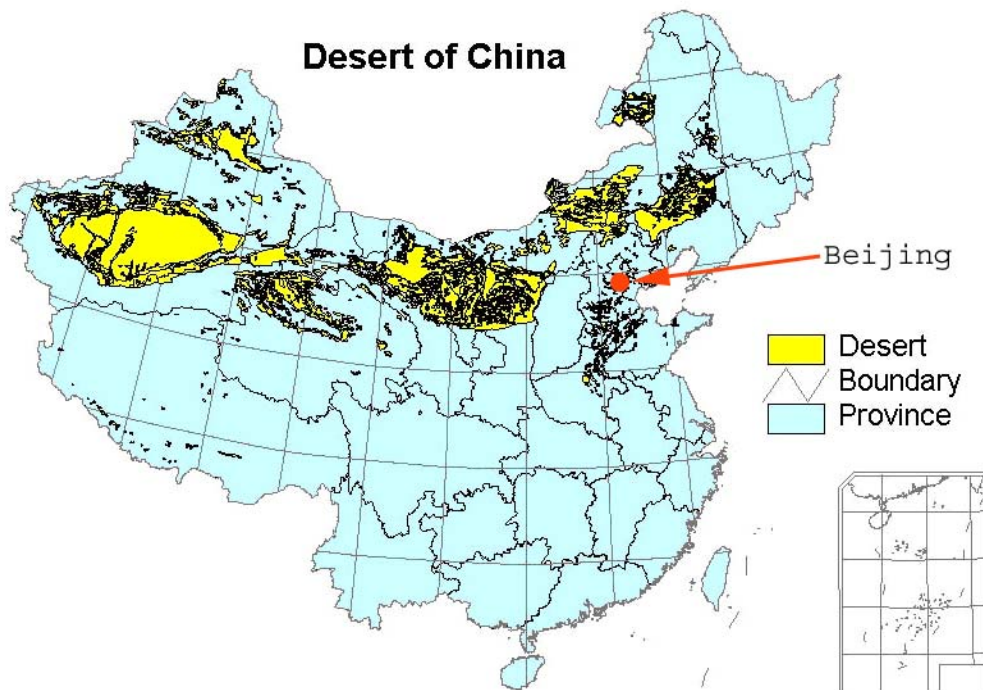 Desert of China
Beijing
Desert
Boundary
Province